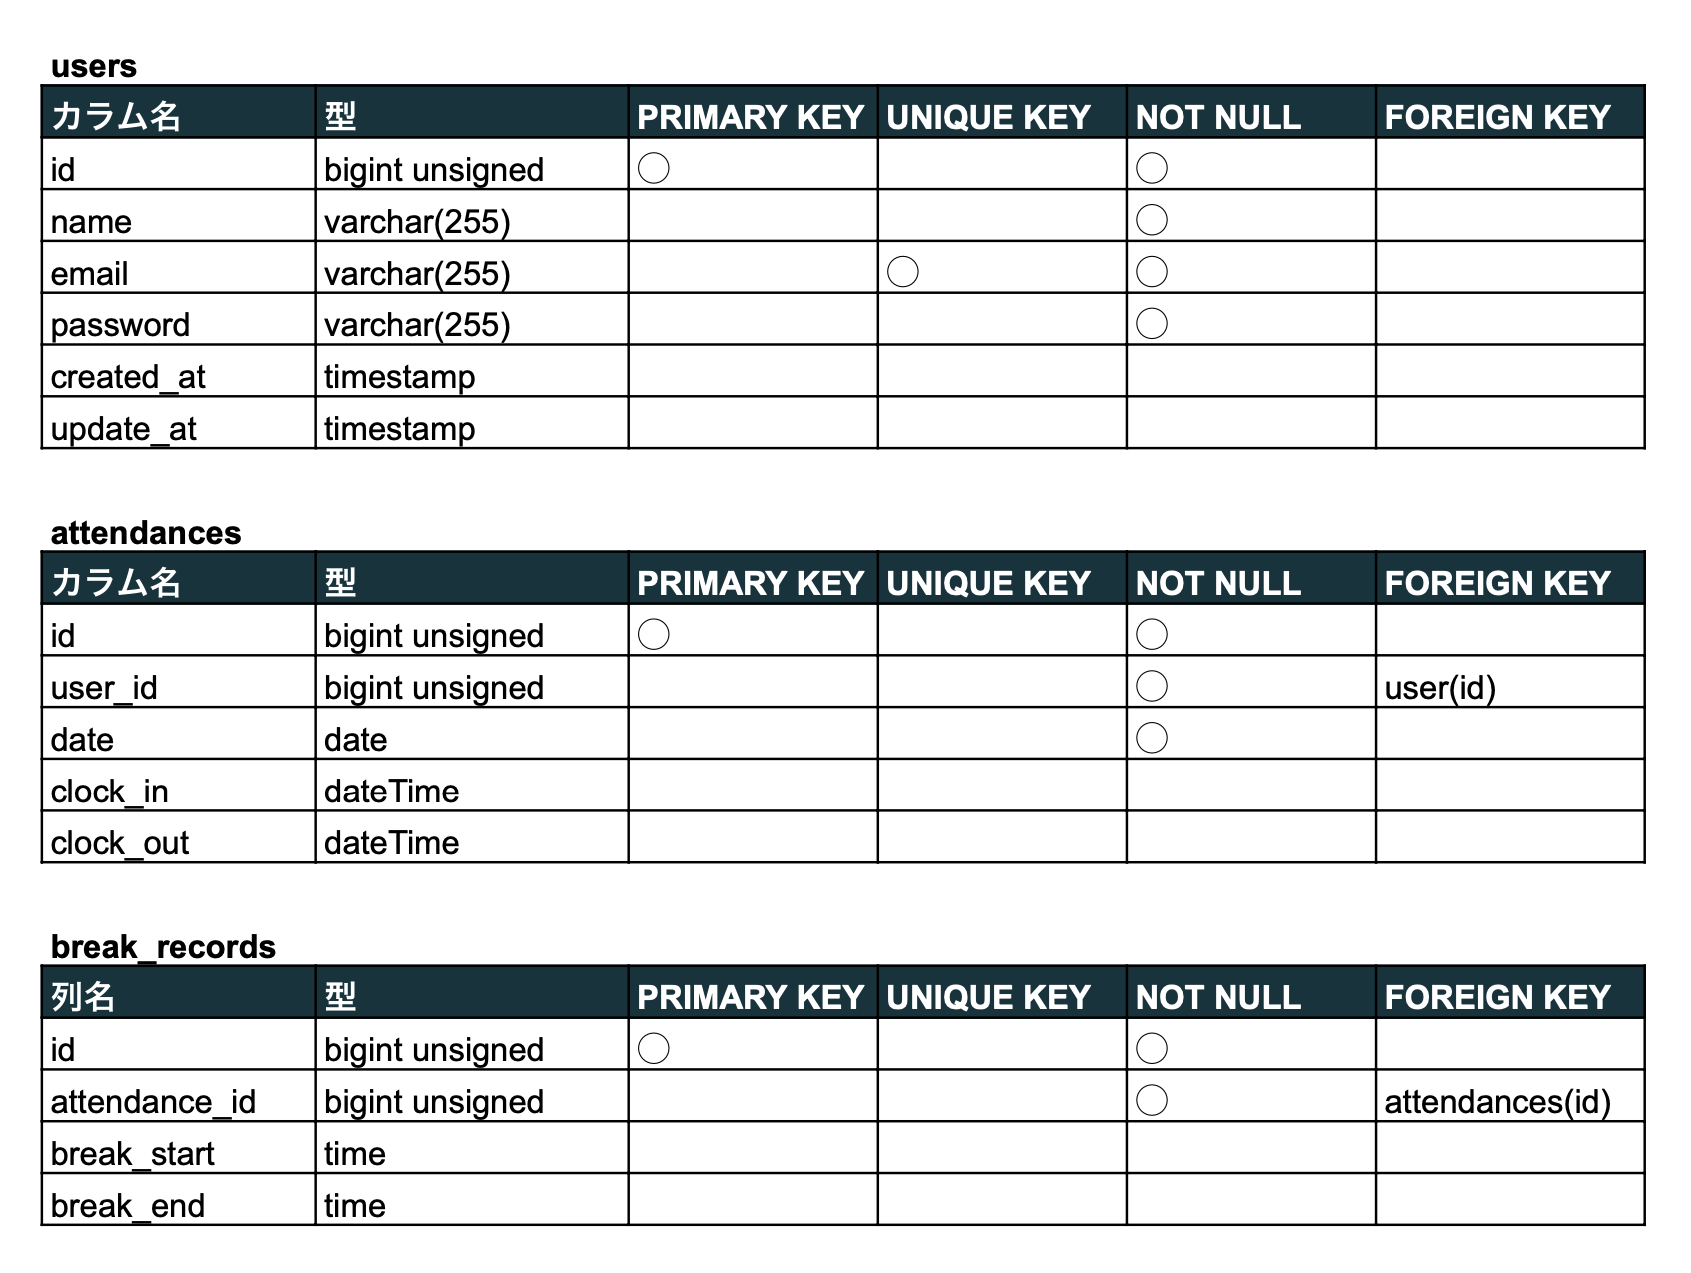 users
カラム名 型 PRIMARY KEY UNIQUE KEY NOT NULL FOREIGN KEY
id bigint unsigned ◯ ◯
name varchar(255) ◯
email varchar(255) ◯ ◯
password varchar(255) ◯
created_at timestamp
update_at timestamp
attendances
カラム名 型 PRIMARY KEY UNIQUE KEY NOT NULL FOREIGN KEY
id bigint unsigned ◯ ◯
user_id bigint unsigned ◯ user(id)
date date ◯
clock_in dateTime
clock_out dateTime
break_records
列名 型 PRIMARY KEY UNIQUE KEY NOT NULL FOREIGN KEY
id bigint unsigned ◯ ◯
attendance_id bigint unsigned ◯ attendances(id)
break_start time
break_end time